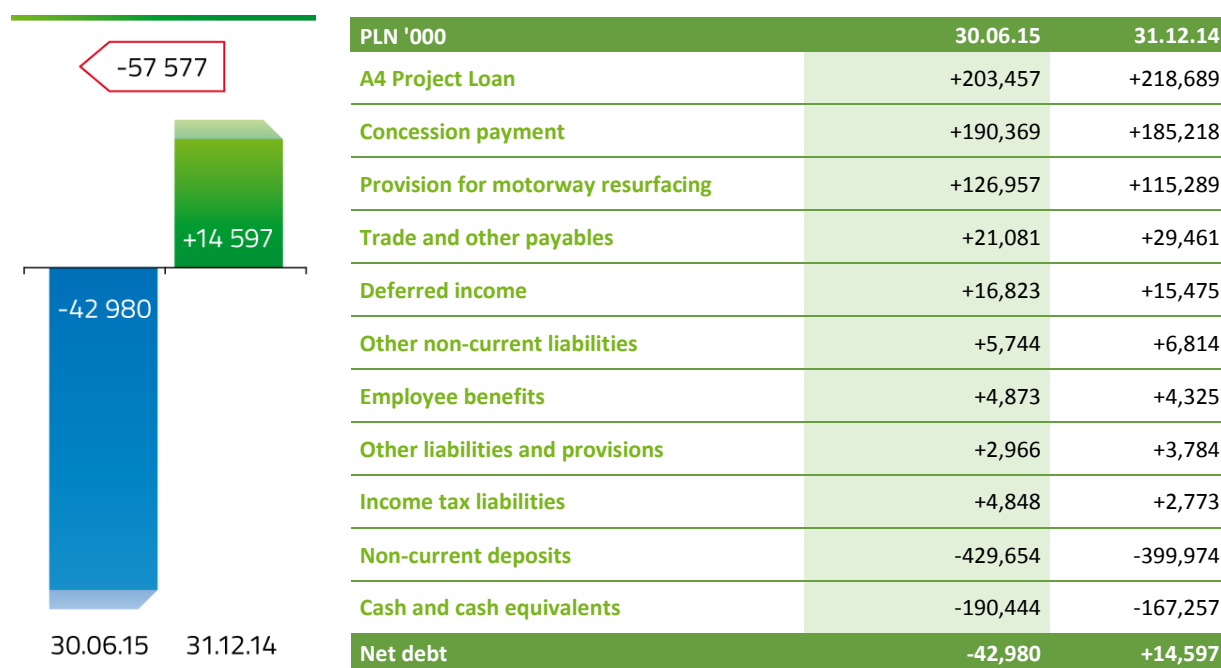 -57 577
+14 597
-42 980
30.06.15 31.12.14
PLN '000 30.06.15 31.12.14
A4 Project Loan +203,457 +218,689
Concession payment +190,369 +185,218
Provision for motorway resurfacing +126,957 +115,289
Trade and other payables +21,081 +29,461
Deferred income +16,823 +15,475
Other non-current liabilities +5,744 +6,814
Employee benefits +4,873 +4,325
Other liabilities and provisions +2,966 +3,784
Income tax liabilities +4,848 +2,773
Non-current deposits -429,654 -399,974
Cash and cash equivalents -190,444 -167,257
Net debt -42,980 +14,597